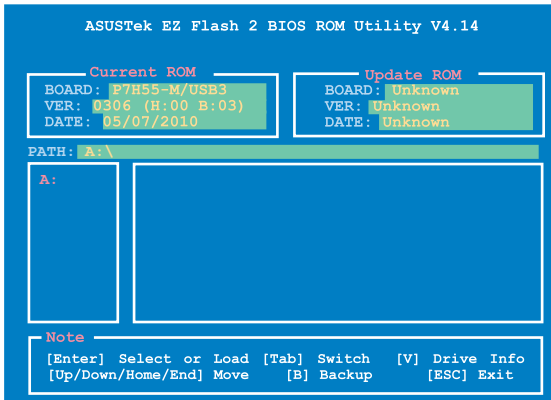 ASUSTek EZ Flash 2 BIOS ROM Utility V4.14
Current ROM
BOARD: P7H55-M/USB3
VER: 0306 (H:00 B:03)
DATE: 05/07/2010
Update ROM
BOARD: Unknown
VER: Unknown
DATE: Unknown
PATH: A:\
A:
Note
[Enter] Select or Load [Tab] Switch [V] Drive Info
[Up/Down/Home/End] Move [B] Backup [ESC] Exit